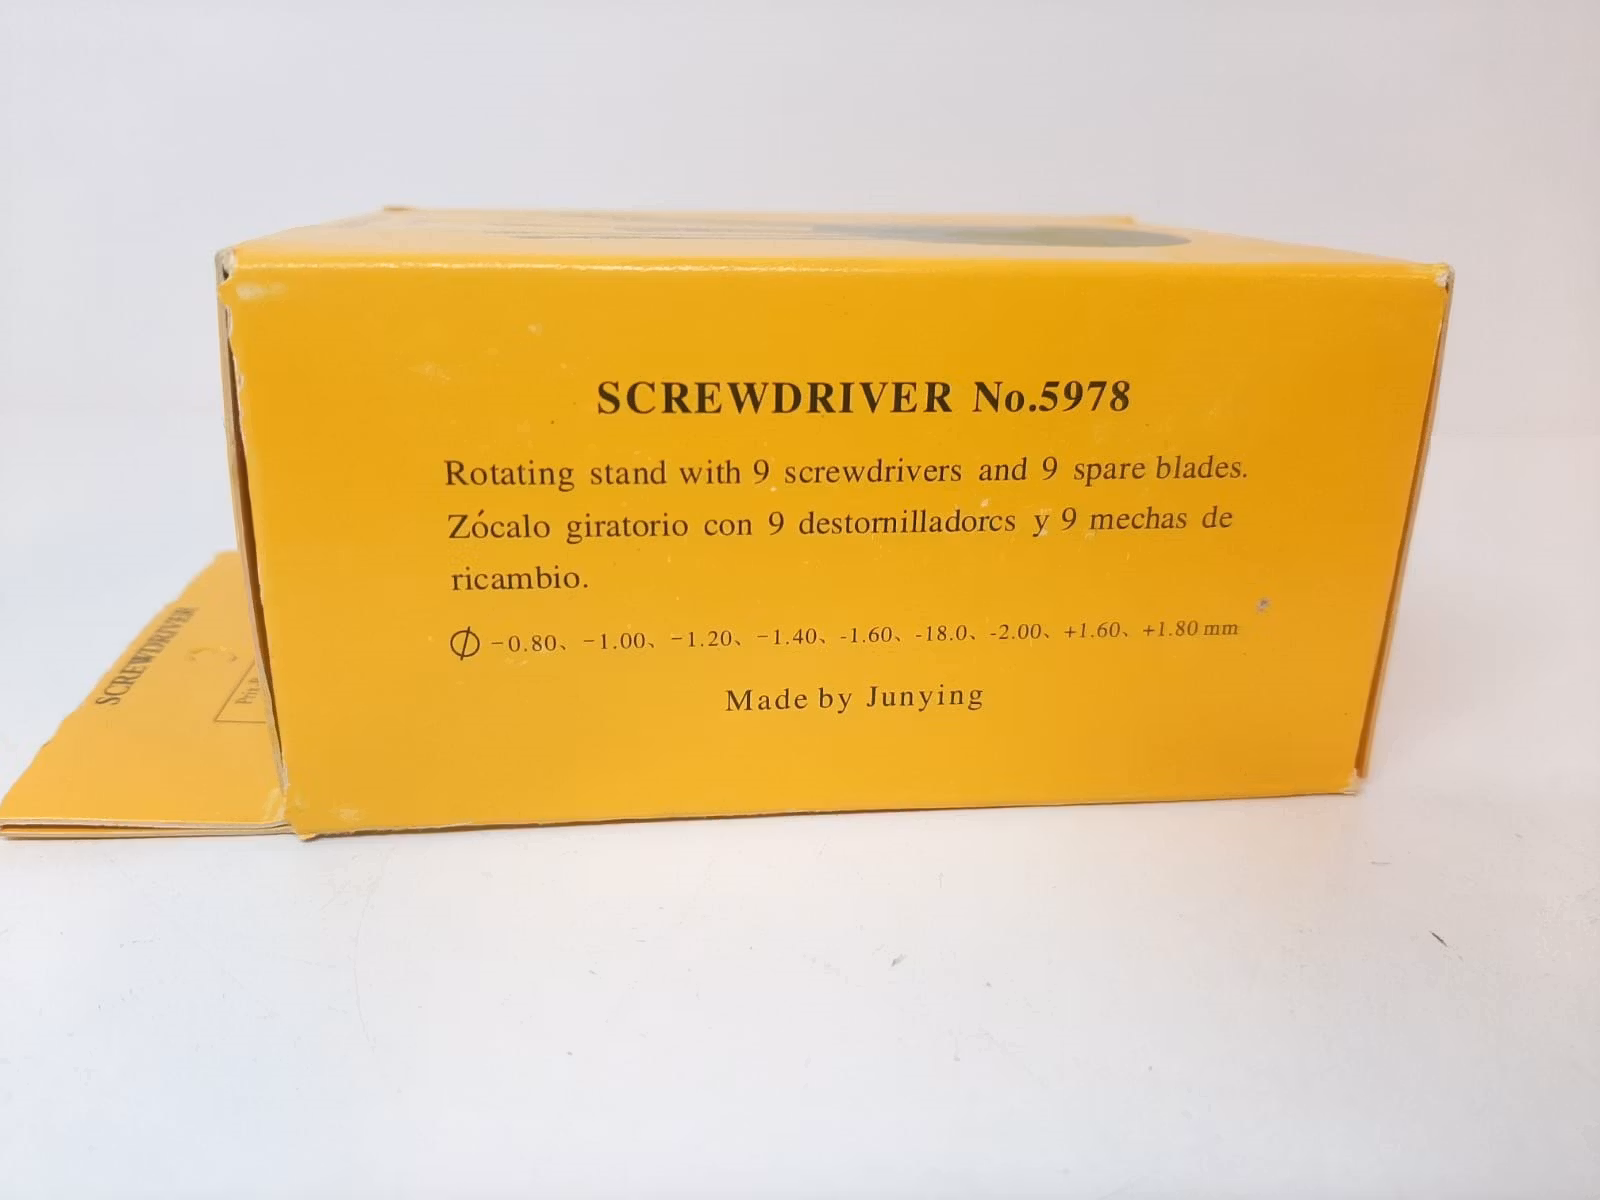 SCREWDRIVER No.5978
Rotating stand with 9 screwdrivers and 9 spare blades.
Zócalo giratorio con 9 destornilladorcs y 9 mechas de
ricambio.
∅ -0.80、-1.00、-1.20、-1.40、-1.60、-18.0、-2.00、+1.60、+1.80 mm
Made by Junying
SCREWDRIVER